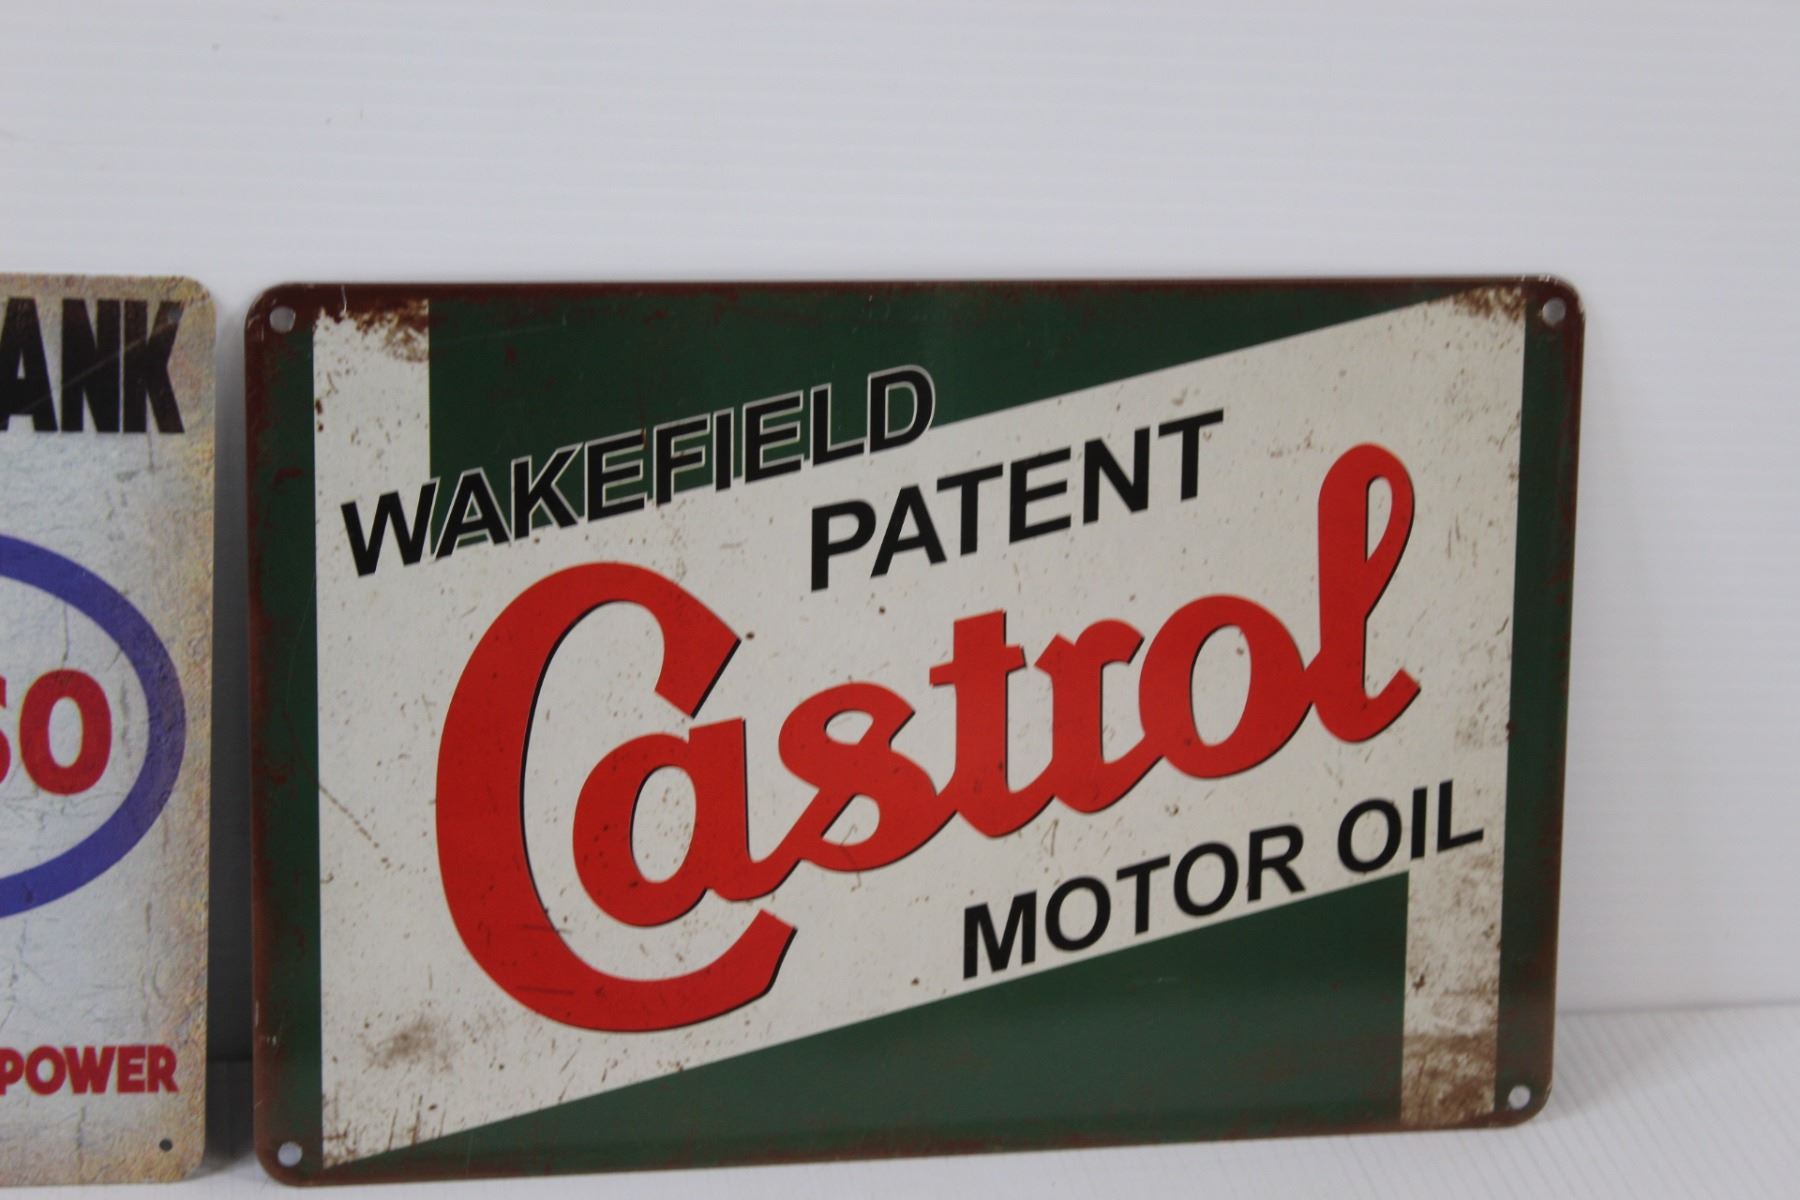 ANK
SO
POWER
WAKEFIELD
PATENT
Castrol
MOTOR OIL